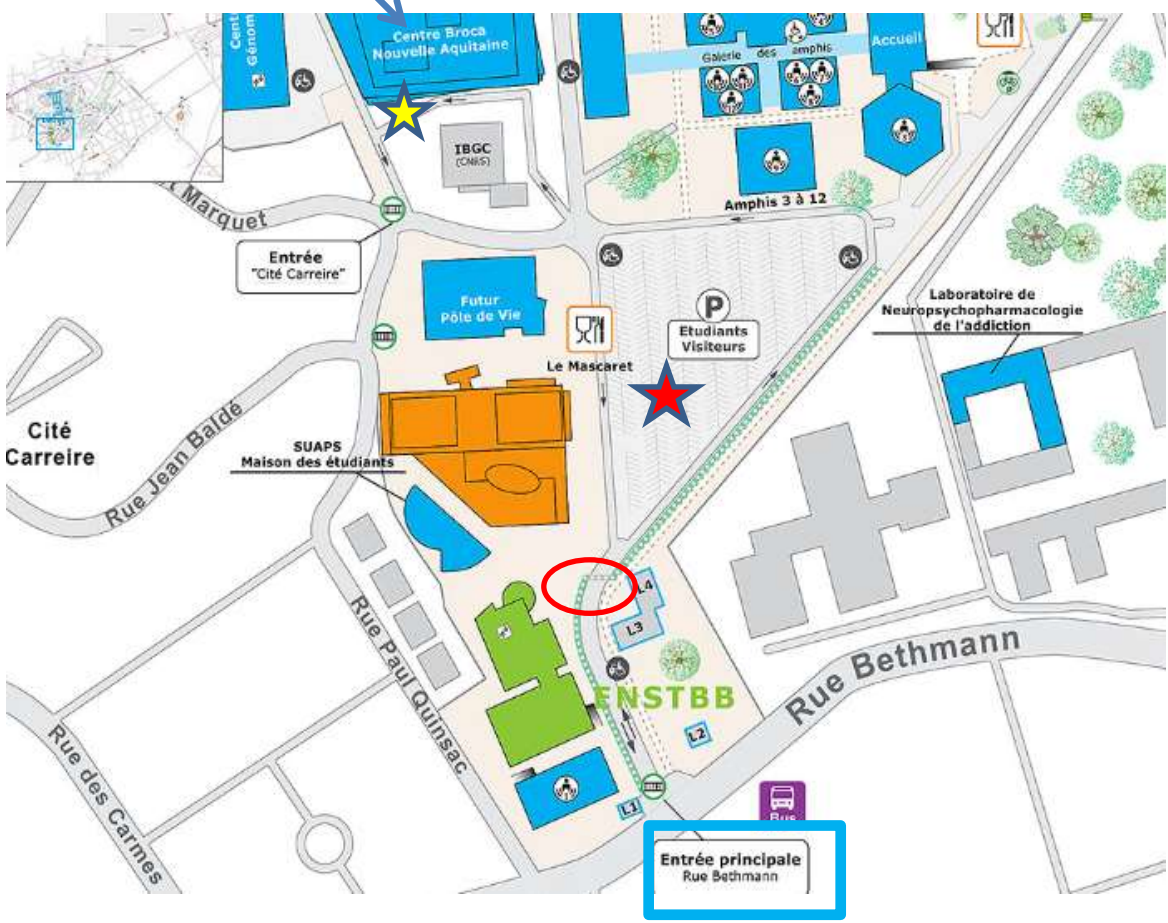 Centre
Génom
Centre Broca
Nouvelle Aquitaine
Galerie des amphis
Accueil
IBGC
(CNRS)
Amphis 3 à 12
Marquet
Entrée
"Cité Carreire"
Futur
Pôle de Vie
P
Etudiants
Visiteurs
Laboratoire de
Neuropsychopharmacologie
de l'addiction
Le Mascaret
Cité
Carreire
Rue Jean Baldé
SUAPS
Maison des étudiants
L4
L3
Rue Paul Quinsac
Rue Bethmann
ENSTBB
L2
Rue des Carmes
L1
Bus
Entrée principale
Rue Bethmann